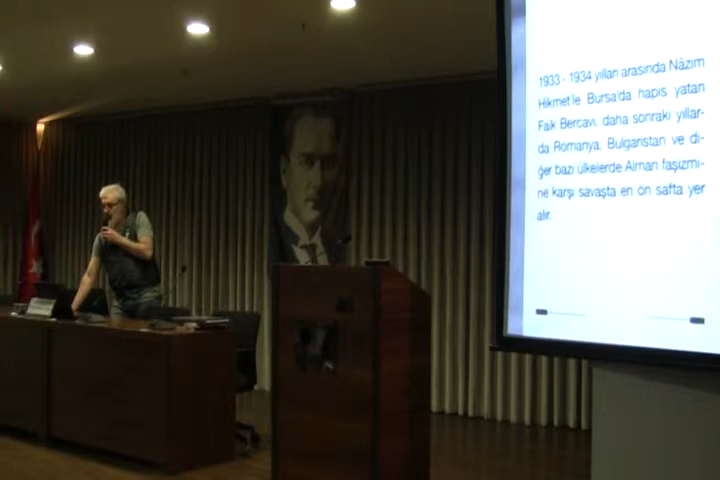 1933 - 1934 yılları arasında Nâzım
Hikmet'le Bursa'da hapis yatan
Faik Bercavi, daha sonraki yıllar-
da Romanya, Bulgaristan ve di-
ğer bazı ülkelerde Alman faşizmi-
ne karşı savaşta en ön safta yer
alır.